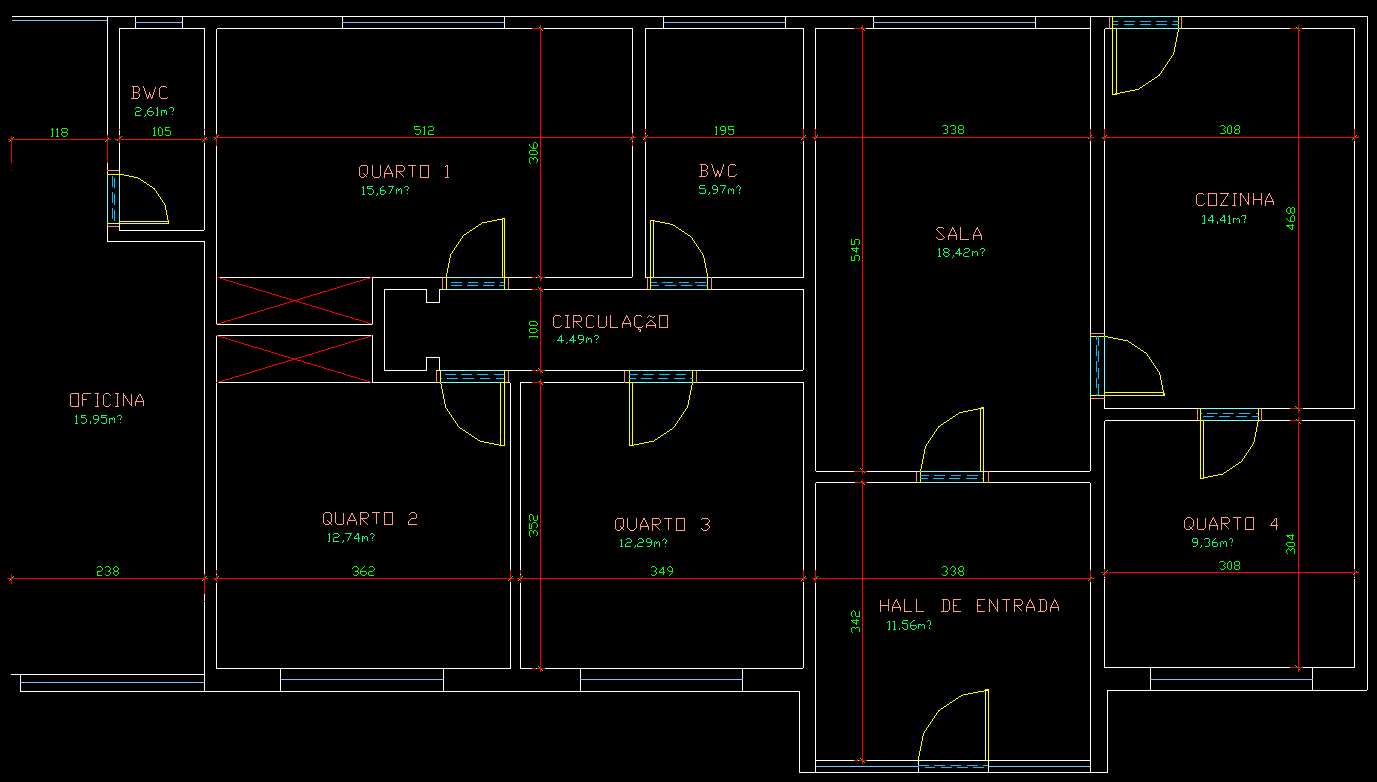 BWC
2,61m?
118
105
512
306
195
338
308
QUARTO 1
15,67m?
BWC
5,97m?
COZINHA
14,41m?
468
SALA
18,42m?
545
CIRCULAÇÃO
4.49m?
100
OFICINA
15.95m?
QUARTO 2
12,74m?
QUARTO 3
12,29m?
352
QUARTO 4
9,36m?
304
238
362
349
338
308
HALL DE ENTRADA
11.56m?
342